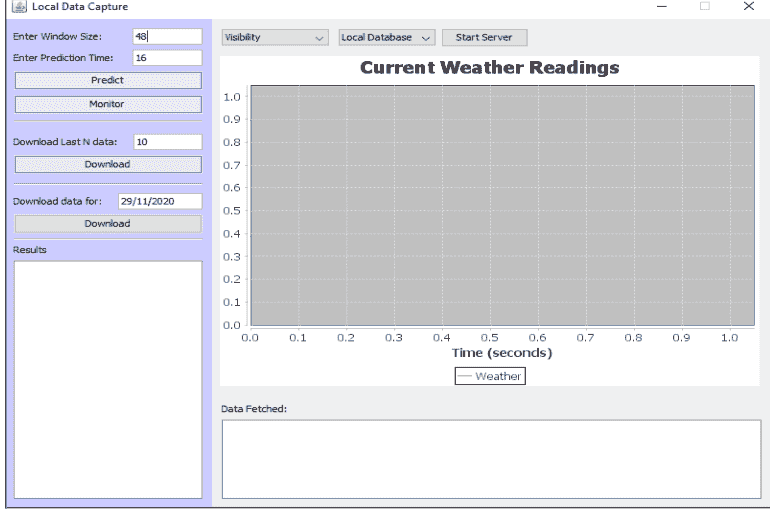 Local Data Capture
Enter Window Size: 48
Enter Prediction Time: 16
Predict
Monitor
Download Last N data: 10
Download
Download data for: 29/11/2020
Download
Results
Visibility
Local Database
Start Server
Current Weather Readings
1.0
0.9
0.8
0.7
0.6
0.5
0.4
0.3
0.2
0.1
0.0
0.0 0.1 0.2 0.3 0.4 0.5 0.6 0.7 0.8 0.9 1.0
Time (seconds)
Weather
Data Fetched: